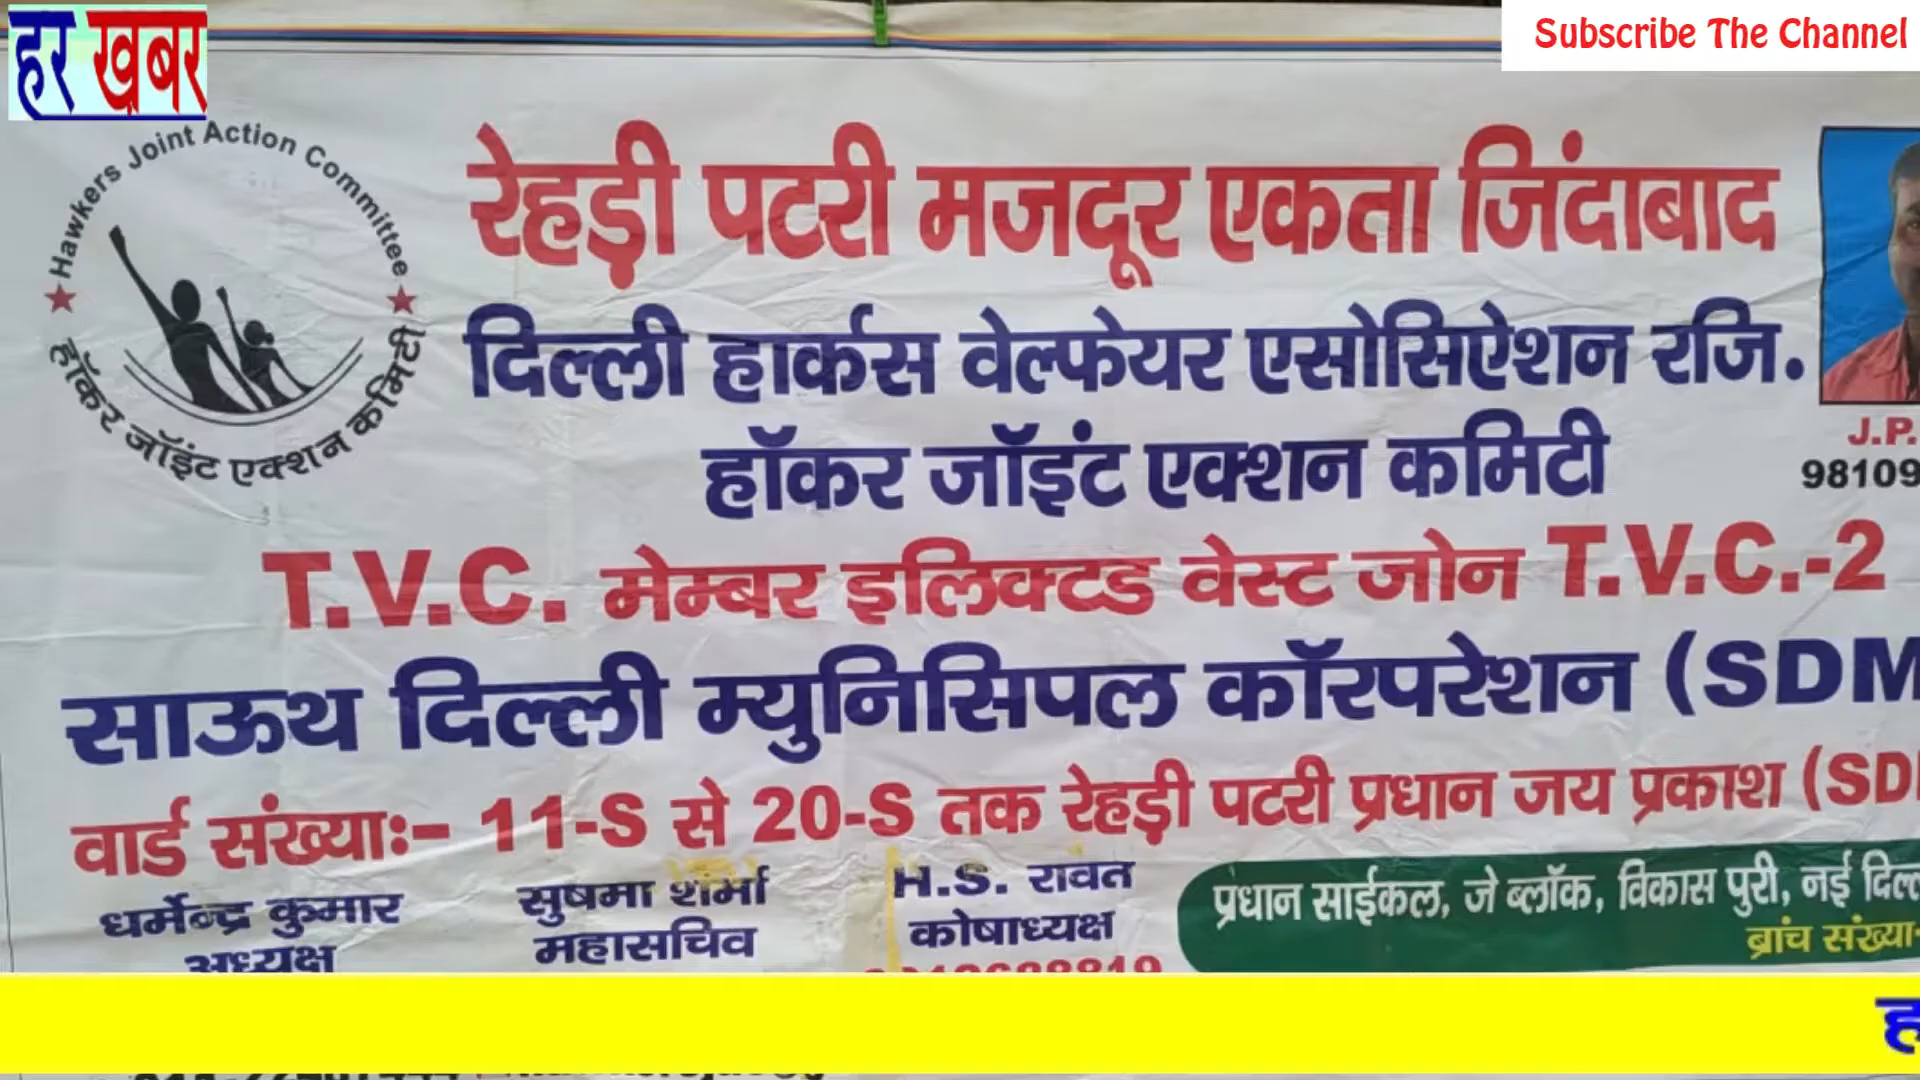 हर खबर
Subscribe The Channel
Hawkers Joint Action Committee
हॉकर जॉइंट एक्शन कमिटी
रेहड़ी पटरी मजदूर एकता जिंदाबाद
दिल्ली हार्कस वेल्फेयर एसोसिऐशन रजि.
हॉकर जॉइंट एक्शन कमिटी
J.P.
98109
T.V.C. मेम्बर इलिक्टड वेस्ट जोन T.V.C.-2
साऊथ दिल्ली म्युनिसिपल कॉरपरेशन (SDM
वार्ड संख्याः– 11-S से 20-S तक रेहड़ी पटरी प्रधान जय प्रकाश (SD
धर्मेन्द्र कुमार
अध्यक्ष
सुषमा शर्मा
महासचिव
H.S. रावत
कोषाध्यक्ष
प्रधान साईकल, जे ब्लॉक, विकास पुरी, नई दिल्ल
ब्रांच संख्या-
ह